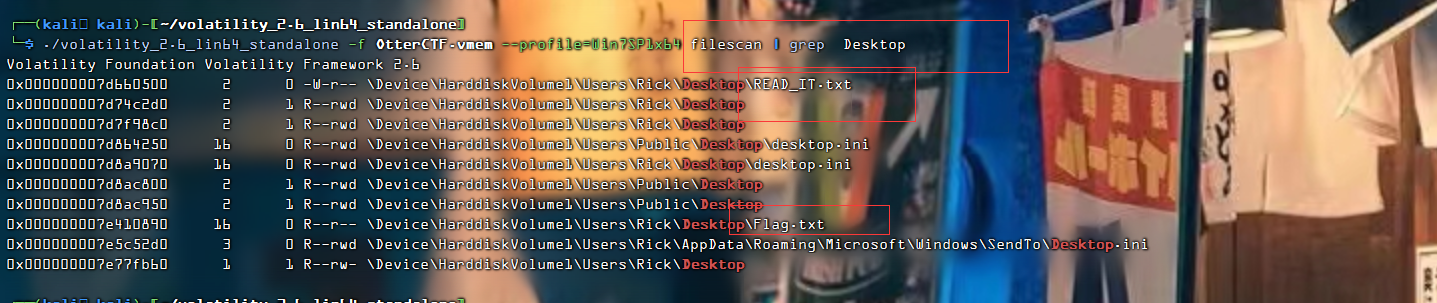 ┌──(kali㉿kali)-[~/volatility_2.6_lin64_standalone]
└─$ ./volatility_2.6_lin64_standalone -f OtterCTF.vmem --profile=Win7SP1x64 filescan | grep  Desktop
Volatility Foundation Volatility Framework 2.6
0x000000007d660500      2      0 -W-r-- \Device\HarddiskVolume1\Users\Rick\Desktop\READ_IT.txt
0x000000007d74c2d0      2      1 R--rwd \Device\HarddiskVolume1\Users\Rick\Desktop
0x000000007d7f98c0      2      1 R--rwd \Device\HarddiskVolume1\Users\Rick\Desktop
0x000000007d864250     16      0 R--rwd \Device\HarddiskVolume1\Users\Public\Desktop\desktop.ini
0x000000007d8a9070     16      0 R--rwd \Device\HarddiskVolume1\Users\Rick\Desktop\desktop.ini
0x000000007d8ac800      2      1 R--rwd \Device\HarddiskVolume1\Users\Public\Desktop
0x000000007d8ac950      2      1 R--rwd \Device\HarddiskVolume1\Users\Public\Desktop
0x000000007e410890     16      0 R--r-- \Device\HarddiskVolume1\Users\Rick\Desktop\Flag.txt
0x000000007e5c52d0      3      0 R--rwd \Device\HarddiskVolume1\Users\Rick\AppData\Roaming\Microsoft\Windows\SendTo\Desktop.ini
0x000000007e77fb60      1      1 R--rw- \Device\HarddiskVolume1\Users\Rick\Desktop
┌──(kali㉿kali)-[~/volatility_2.6_lin64_standalone]